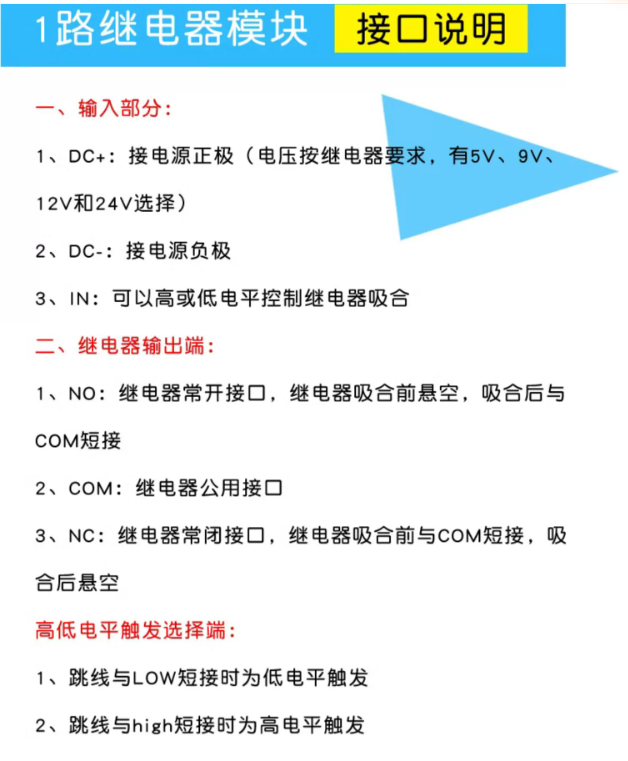 1路继电器模块 接口说明
一、输入部分：
1、DC+：接电源正极（电压按继电器要求，有5V、9V、
12V和24V选择）
2、DC-：接电源负极
3、IN：可以高或低电平控制继电器吸合
二、继电器输出端：
1、NO：继电器常开接口，继电器吸合前悬空，吸合后与
COM短接
2、COM：继电器公用接口
3、NC：继电器常闭接口，继电器吸合前与COM短接，吸
合后悬空
高低电平触发选择端：
1、跳线与LOW短接时为低电平触发
2、跳线与high短接时为高电平触发